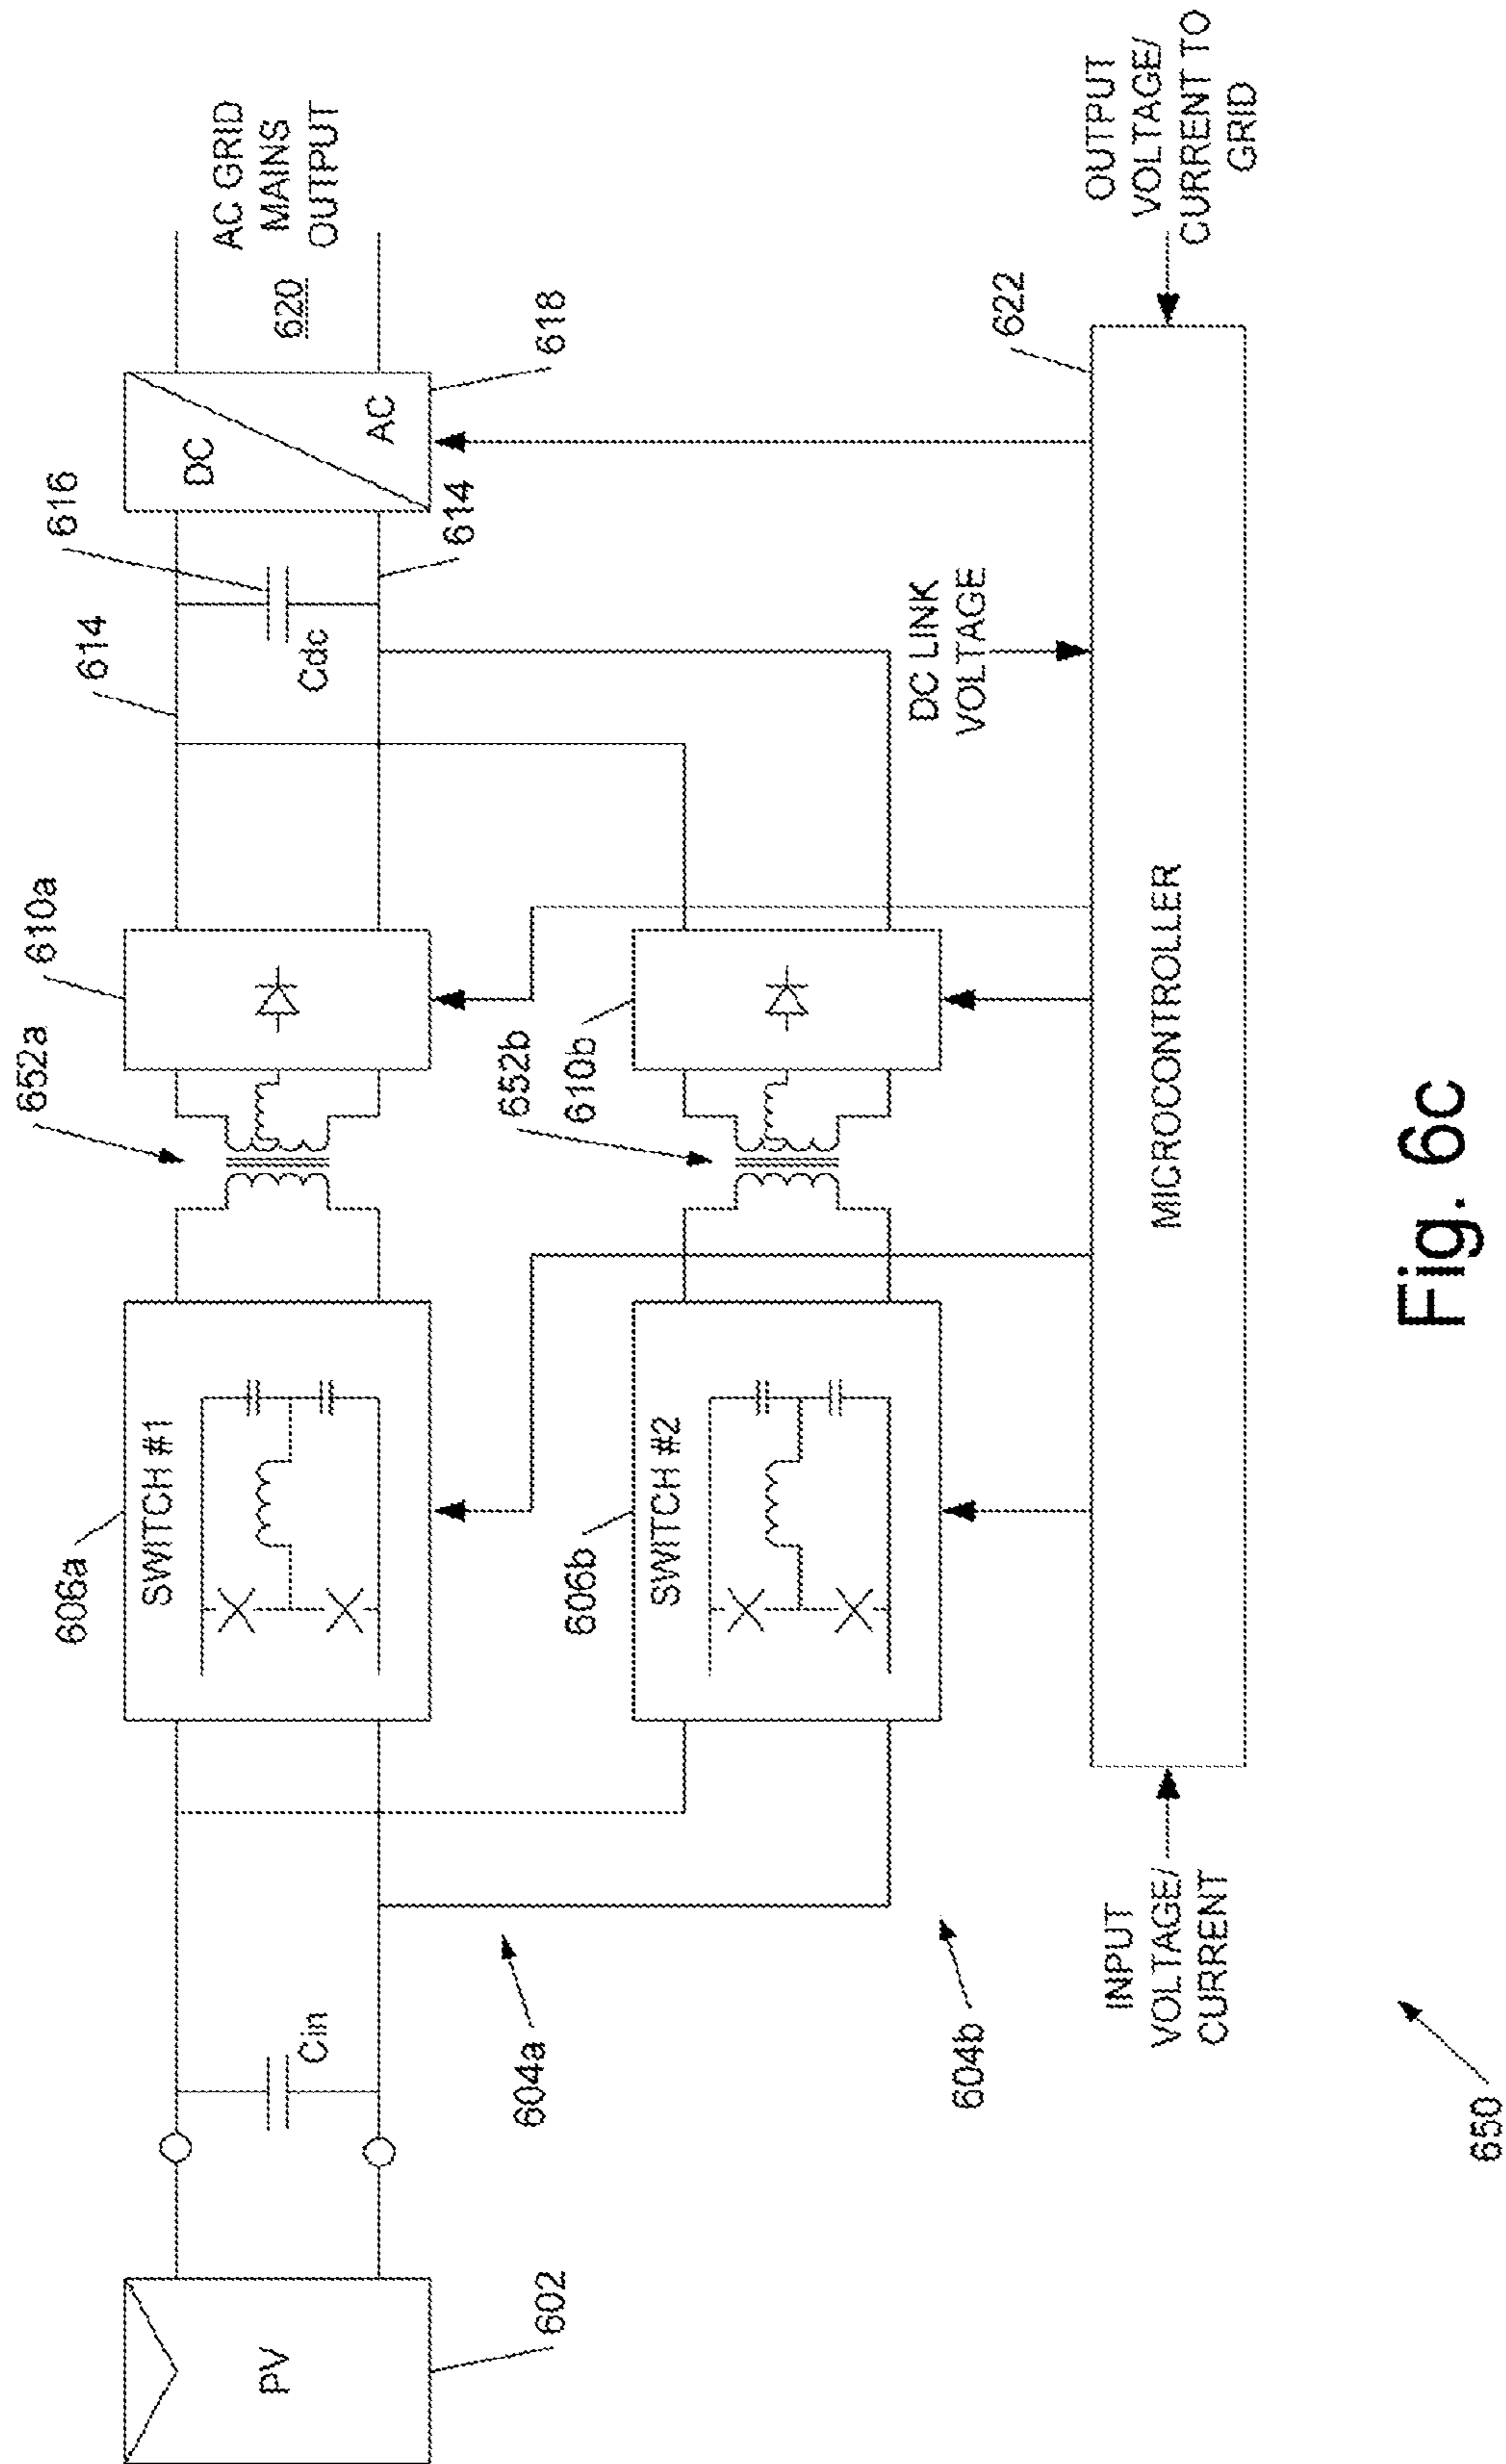 652a
610a
614
616
AC GRID
MAINS
OUTPUT
620
DC
AC
618
614
Cdc
606a
SWITCH #1
PV
602
Cin
604a
652b
610b
606b
SWITCH #2
DC LINK
VOLTAGE
622
604b
INPUT
VOLTAGE/
CURRENT
MICROCONTROLLER
OUTPUT
VOLTAGE/
CURRENT TO
GRID
650
Fig. 6c